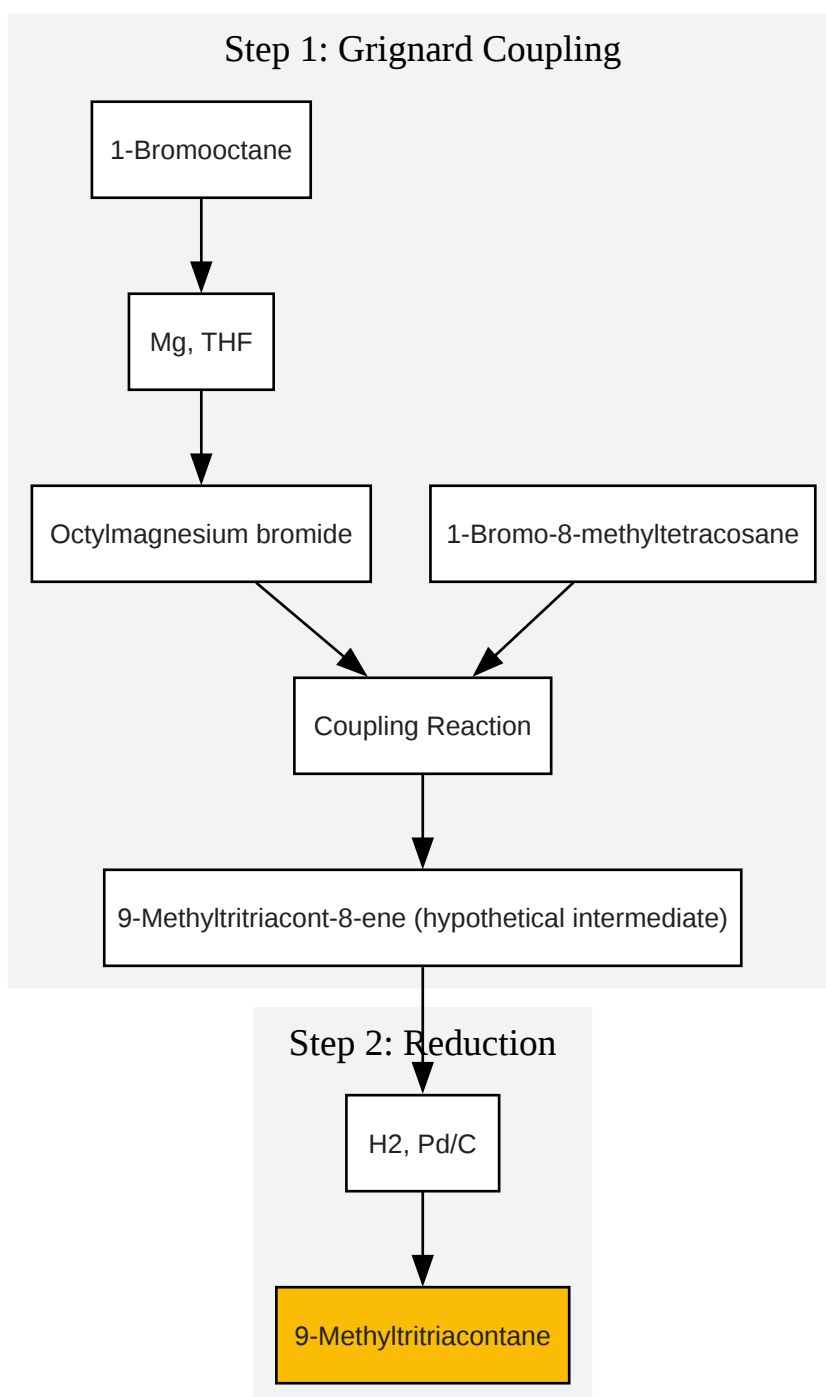 Step 1: Grignard Coupling
1-Bromooctane
Mg, THF
Octylmagnesium bromide
1-Bromo-8-methyltetracosane
Coupling Reaction
9-Methyltritriacont-8-ene (hypothetical intermediate)
Step 2: Reduction
H2, Pd/C
9-Methyltritriacontane